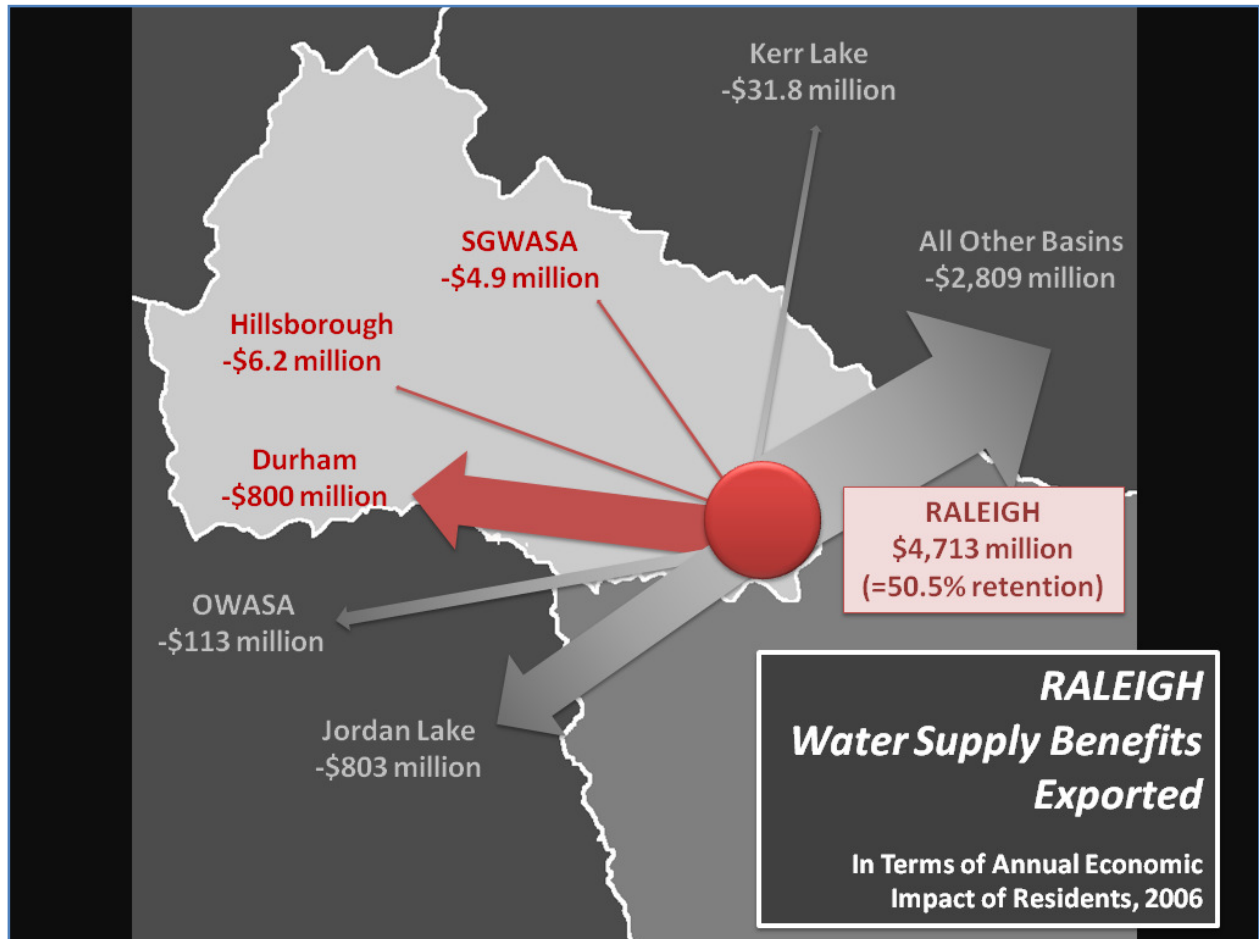 Kerr Lake
-$31.8 million
SGWASA
-$4.9 million
All Other Basins
-$2,809 million
Hillsborough
-$6.2 million
Durham
-$800 million
RALEIGH
$4,713 million
(=50.5% retention)
OWASA
-$113 million
Jordan Lake
-$803 million
RALEIGH
Water Supply Benefits
Exported
In Terms of Annual Economic
Impact of Residents, 2006